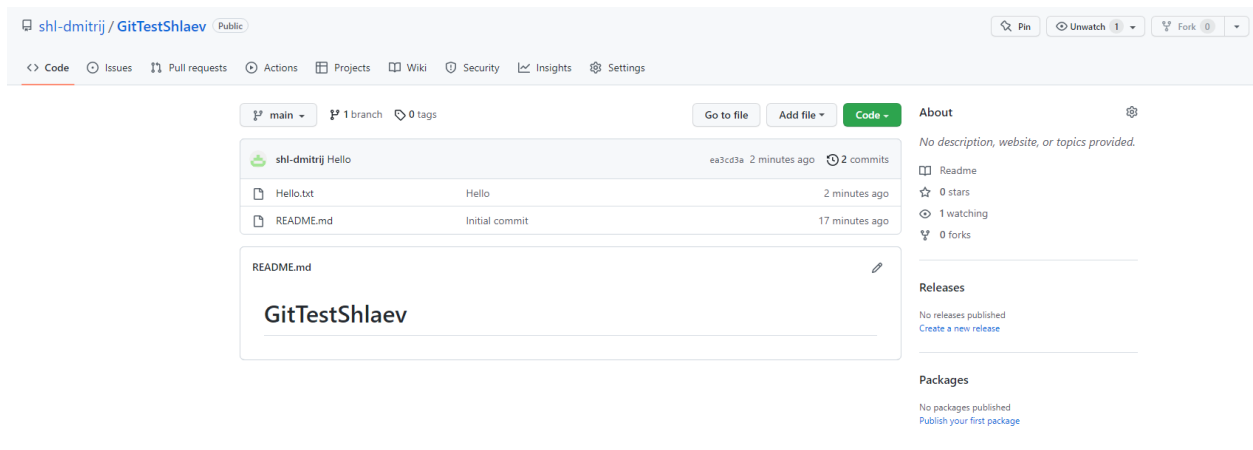 shl-dmitrij / GitTestShlaev Public
Pin Unwatch 1 Fork 0
Code Issues Pull requests Actions Projects Wiki Security Insights Settings
main 1 branch 0 tags Go to file Add file Code
shl-dmitrij Hello ea3cd3a 2 minutes ago 2 commits
Hello.txt Hello 2 minutes ago
README.md Initial commit 17 minutes ago
README.md
GitTestShlaev
About
No description, website, or topics provided.
Readme
0 stars
1 watching
0 forks
Releases
No releases published
Create a new release
Packages
No packages published
Publish your first package